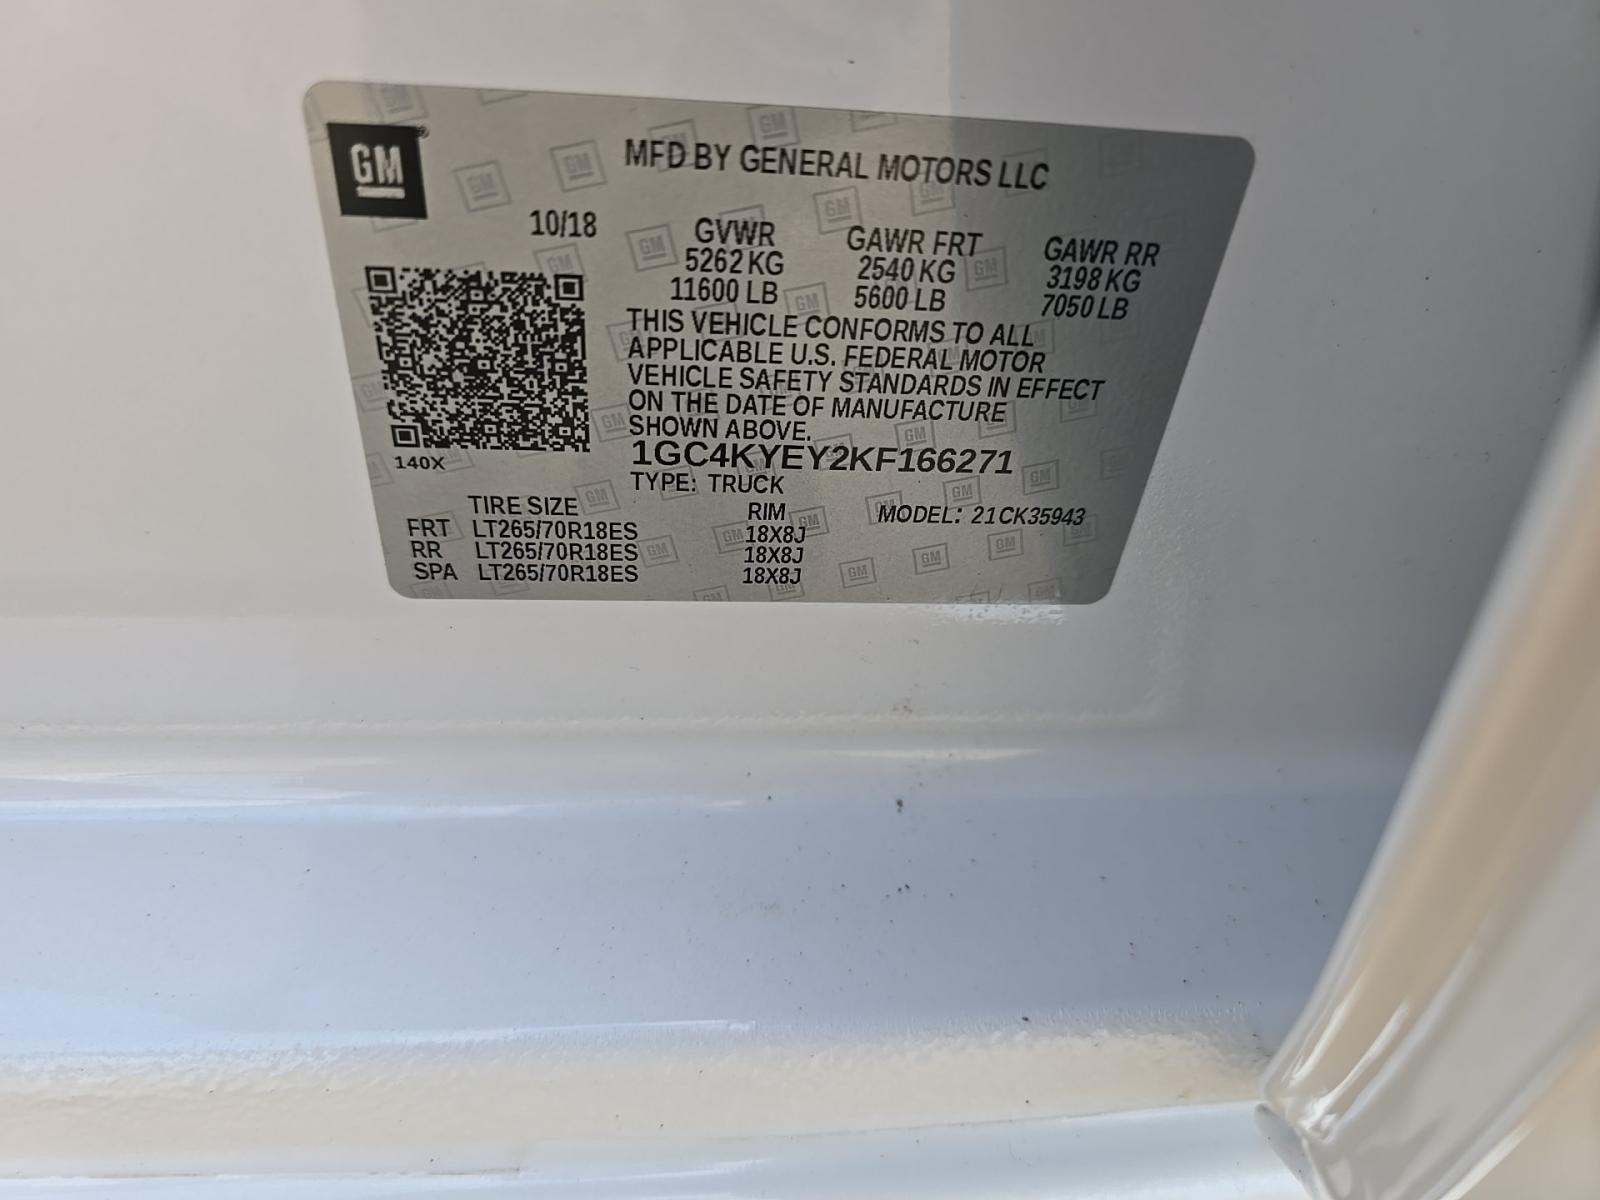 GM
MFD BY GENERAL MOTORS LLC
10/18 GVWR GAWR FRT GAWR RR
5262 KG 2540 KG 3198 KG
11600 LB 5600 LB 7050 LB
THIS VEHICLE CONFORMS TO ALL
APPLICABLE U.S. FEDERAL MOTOR
VEHICLE SAFETY STANDARDS IN EFFECT
ON THE DATE OF MANUFACTURE
SHOWN ABOVE.
1GC4KYEY2KF166271
140X
TYPE: TRUCK
TIRE SIZE RIM MODEL: 21CK35943
FRT LT265/70R18ES 18X8J
RR LT265/70R18ES 18X8J
SPA LT265/70R18ES 18X8J